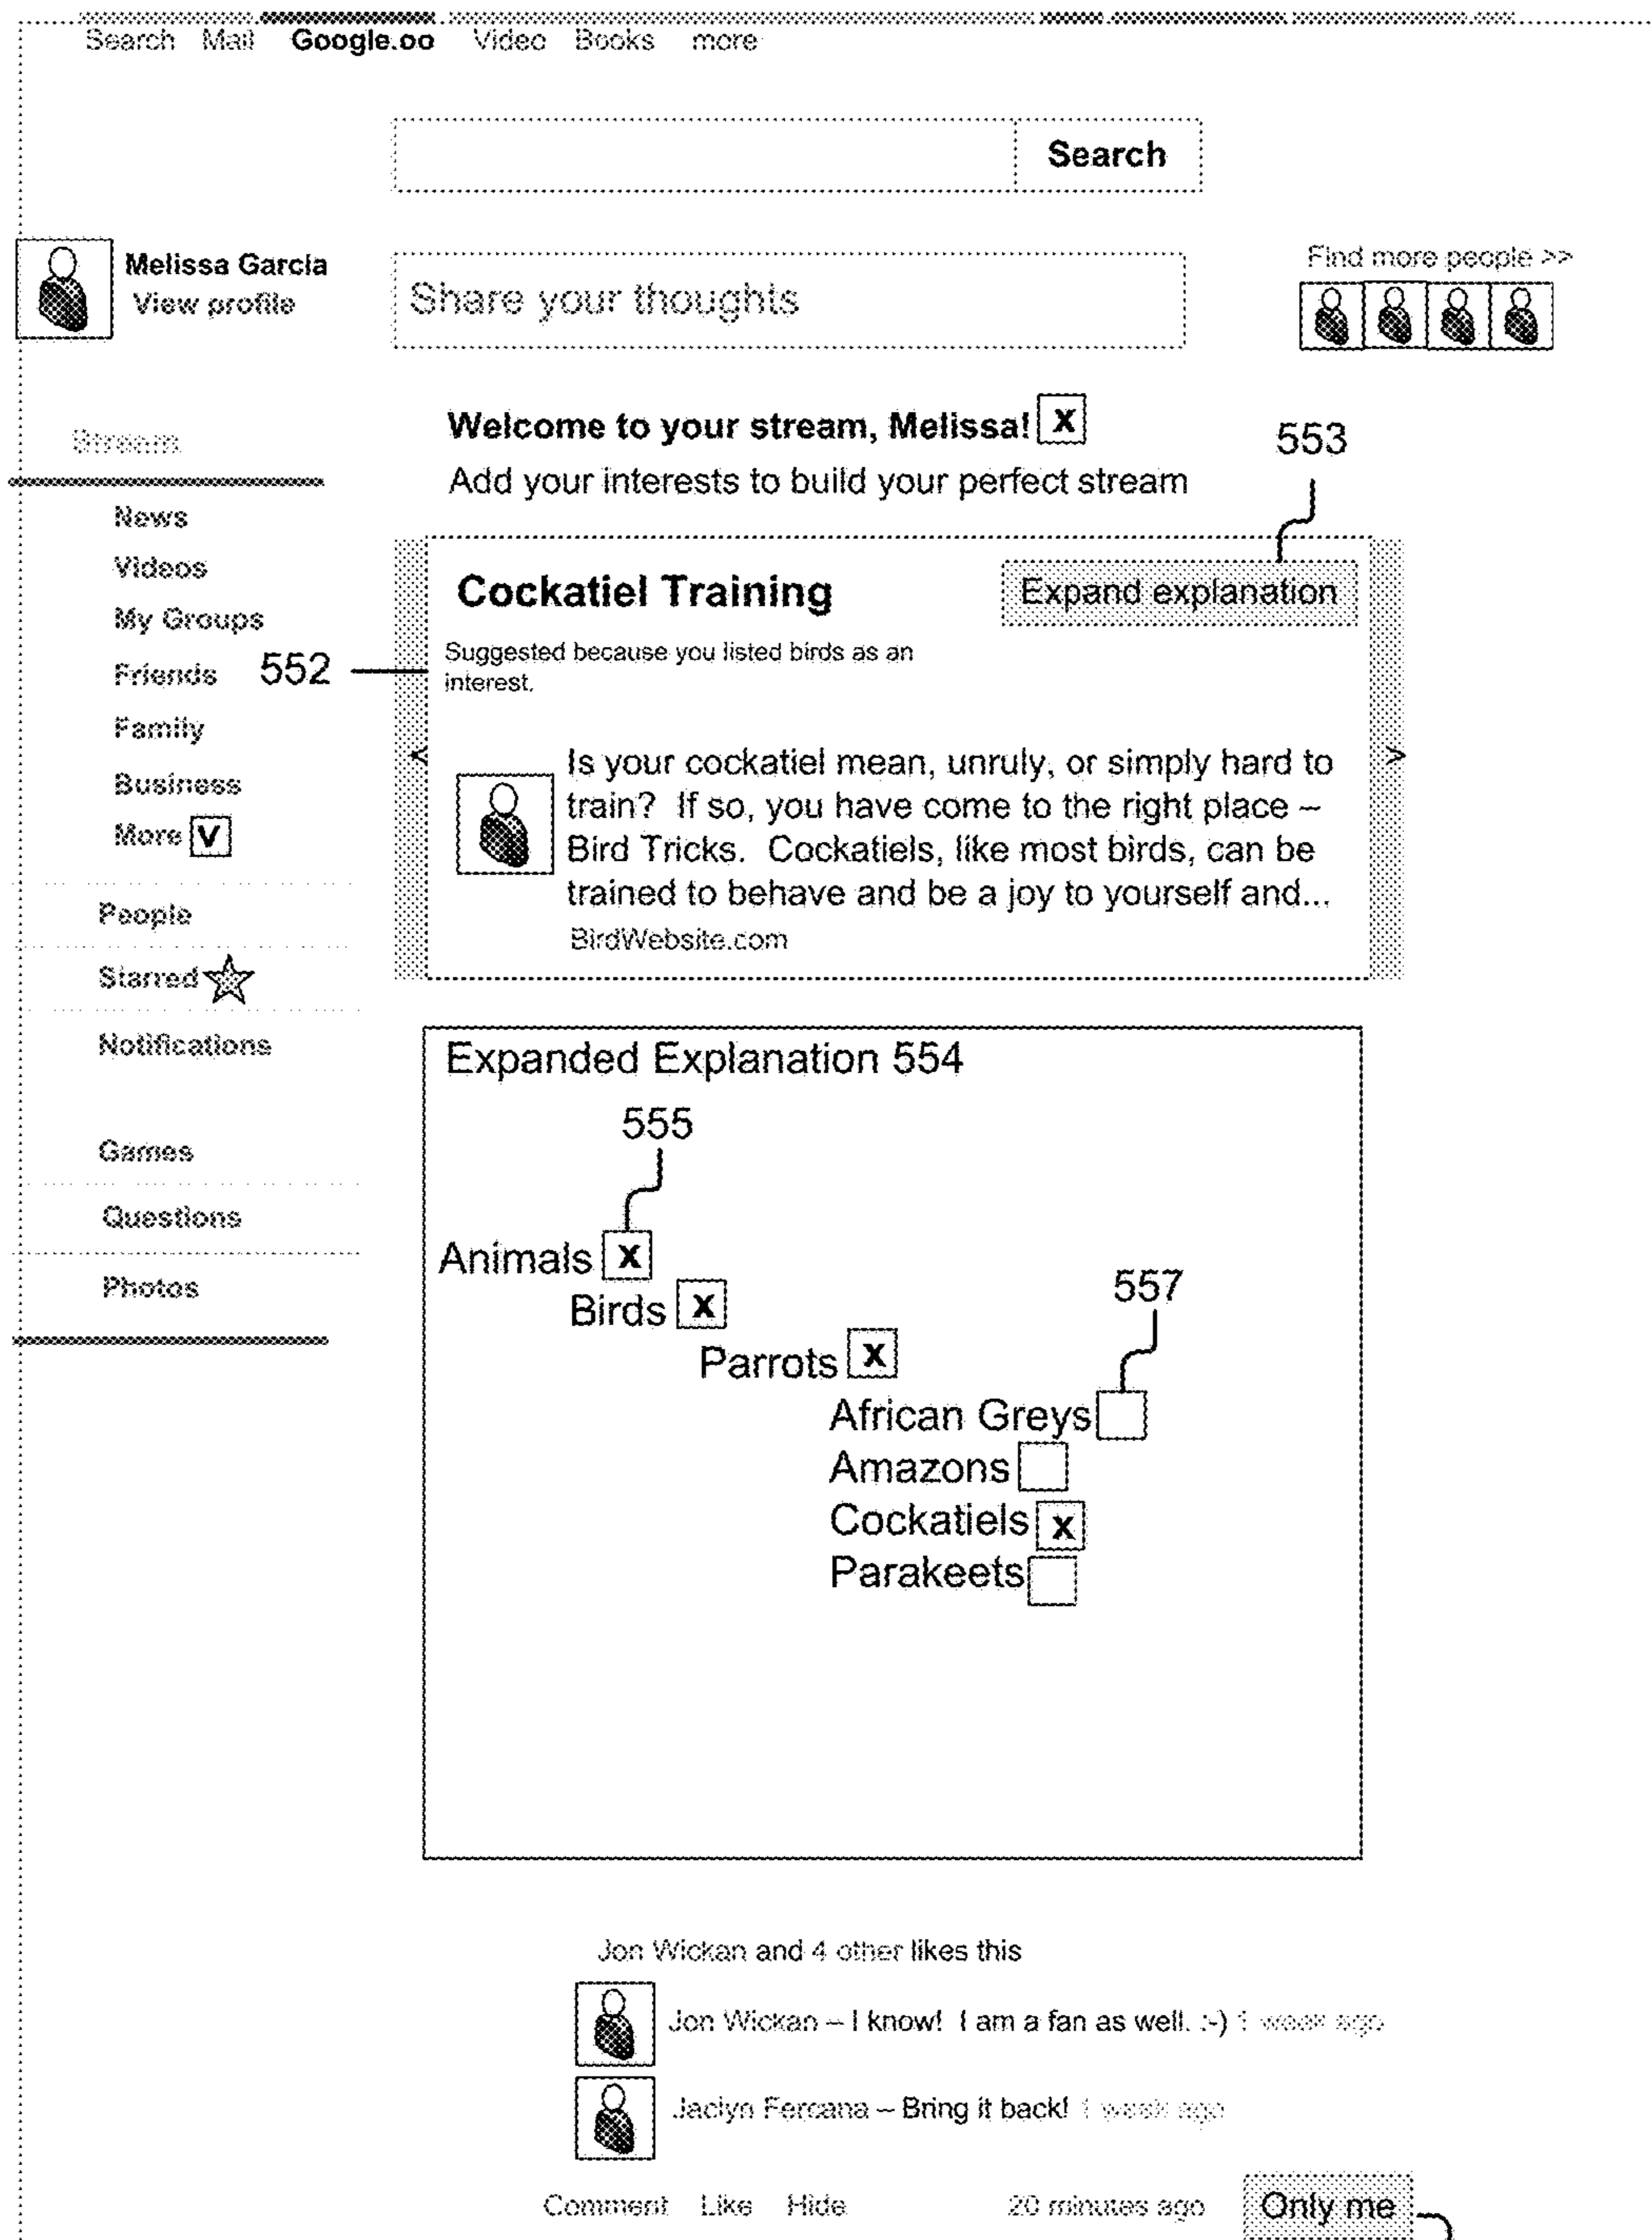 Search Mail Google.oo Video Books more
Search
Melissa Garcia
View profile
Share your thoughts
Find more people >>
Welcome to your stream, Melissa! X
Add your interests to build your perfect stream
553
Stream
News
Videos
My Groups
Friends
Family
Business
More V
People
Starred
Notifications
Games
Questions
Photos
552
Cockatiel Training
Expand explanation
Suggested because you listed birds as an
interest.
<
>
Is your cockatiel mean, unruly, or simply hard to
train? If so, you have come to the right place –
Bird Tricks. Cockatiels, like most birds, can be
trained to behave and be a joy to yourself and...
BirdWebsite.com
Expanded Explanation 554
555
Animals X
Birds X
557
Parrots X
African Greys
Amazons
Cockatiels X
Parakeets
Jon Wickan and 4 other likes this
Jon Wickan – I know! I am a fan as well. :-) 1 week ago
Jaclyn Fercana – Bring it back! 1 week ago
Comment Like Hide 20 minutes ago Only me